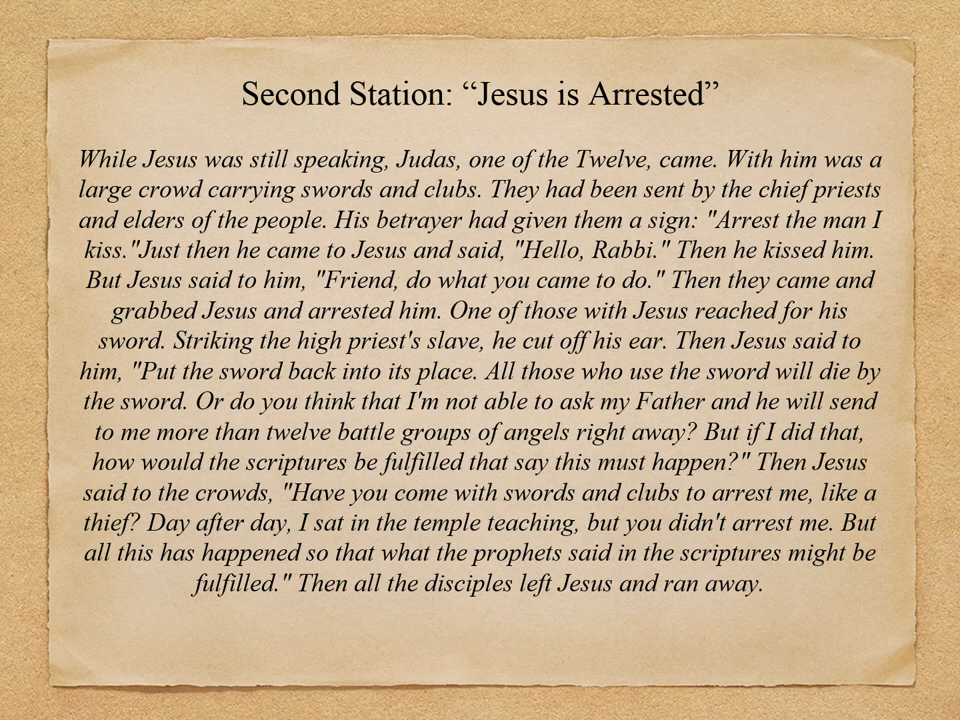 Second Station: “Jesus is Arrested”
While Jesus was still speaking, Judas, one of the Twelve, came. With him was a
large crowd carrying swords and clubs. They had been sent by the chief priests
and elders of the people. His betrayer had given them a sign: "Arrest the man I
kiss."Just then he came to Jesus and said, "Hello, Rabbi." Then he kissed him.
But Jesus said to him, "Friend, do what you came to do." Then they came and
grabbed Jesus and arrested him. One of those with Jesus reached for his
sword. Striking the high priest's slave, he cut off his ear. Then Jesus said to
him, "Put the sword back into its place. All those who use the sword will die by
the sword. Or do you think that I'm not able to ask my Father and he will send
to me more than twelve battle groups of angels right away? But if I did that,
how would the scriptures be fulfilled that say this must happen?" Then Jesus
said to the crowds, "Have you come with swords and clubs to arrest me, like a
thief? Day after day, I sat in the temple teaching, but you didn't arrest me. But
all this has happened so that what the prophets said in the scriptures might be
fulfilled." Then all the disciples left Jesus and ran away.